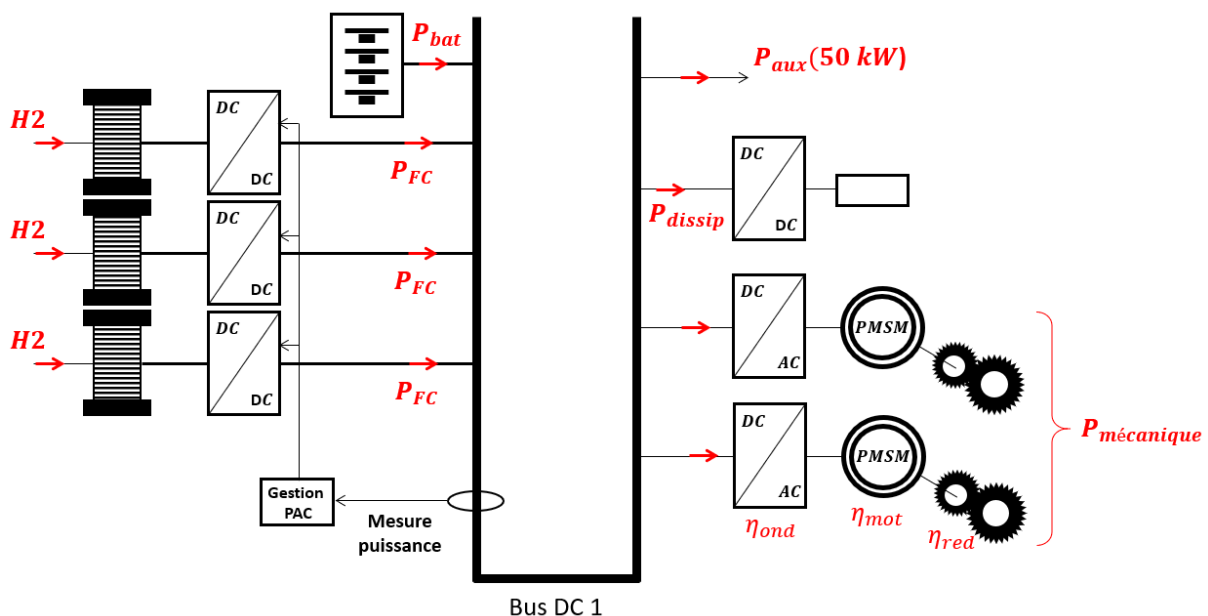 P_bat
P_aux(50 kW)
H2
DC
DC
P_FC
DC
DC
P_dissip
H2
DC
DC
P_FC
DC
AC
PMSM
H2
DC
DC
P_FC
P_mécanique
DC
AC
PMSM
Gestion
PAC
Mesure
puissance
η_ond
η_mot
η_red
Bus DC 1